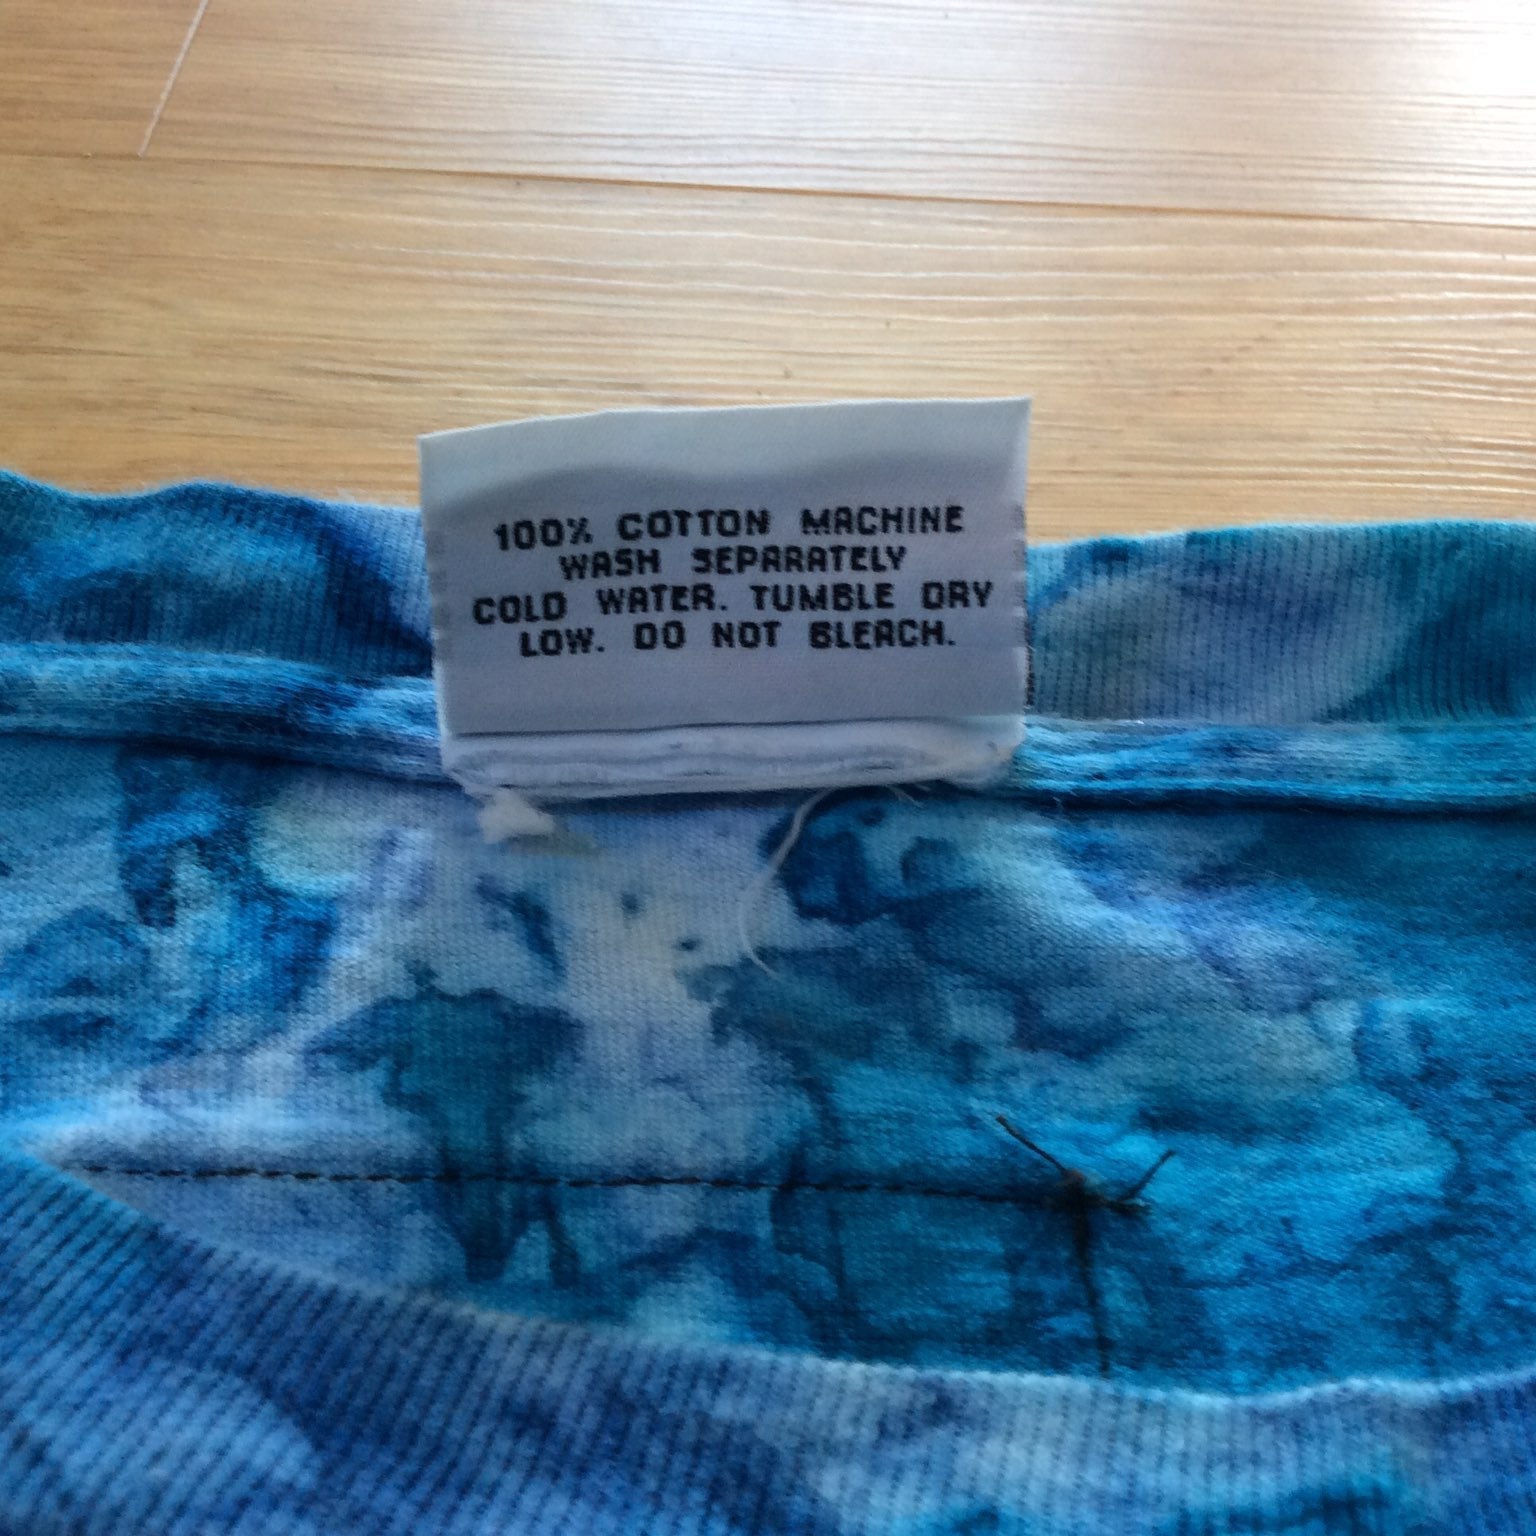 100% COTTON MACHINE
WASH SEPARATELY
COLD WATER. TUMBLE DRY
LOW. DO NOT BLEACH.